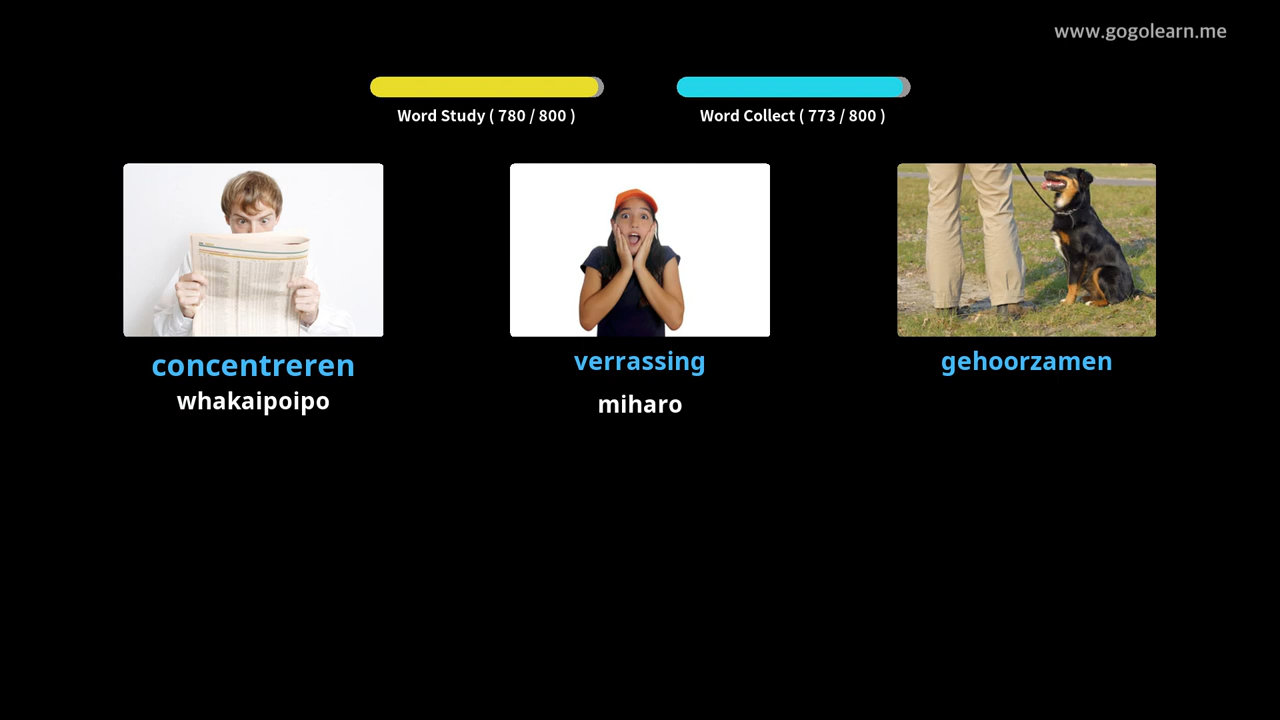 www.gogolearn.me
Word Study ( 780 / 800 )
Word Collect ( 773 / 800 )
concentreren
whakaipoipo
verrassing
miharo
gehoorzamen